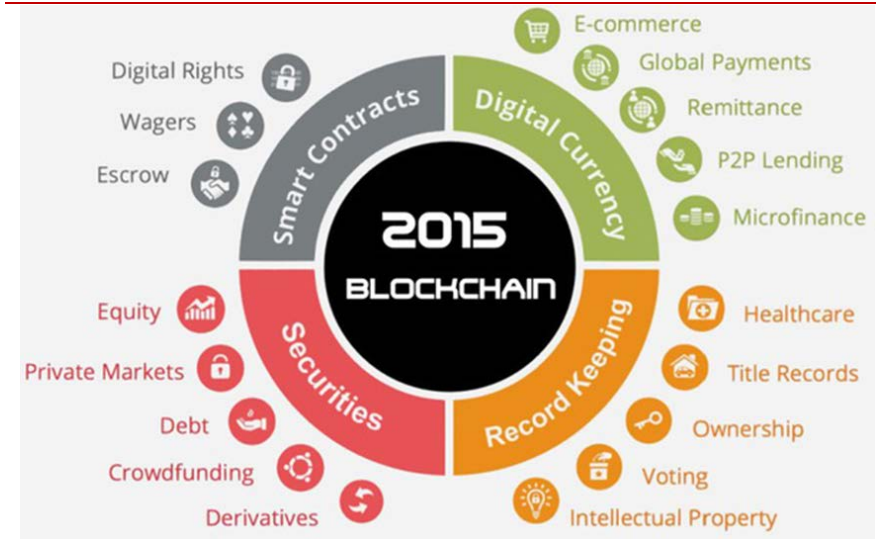 Digital Rights
Wagers
Escrow
Smart Contracts
Digital Currency
E-commerce
Global Payments
Remittance
P2P Lending
Microfinance
2015
BLOCKCHAIN
Equity
Private Markets
Debt
Crowdfunding
Derivatives
Securities
Record Keeping
Healthcare
Title Records
Ownership
Voting
Intellectual Property